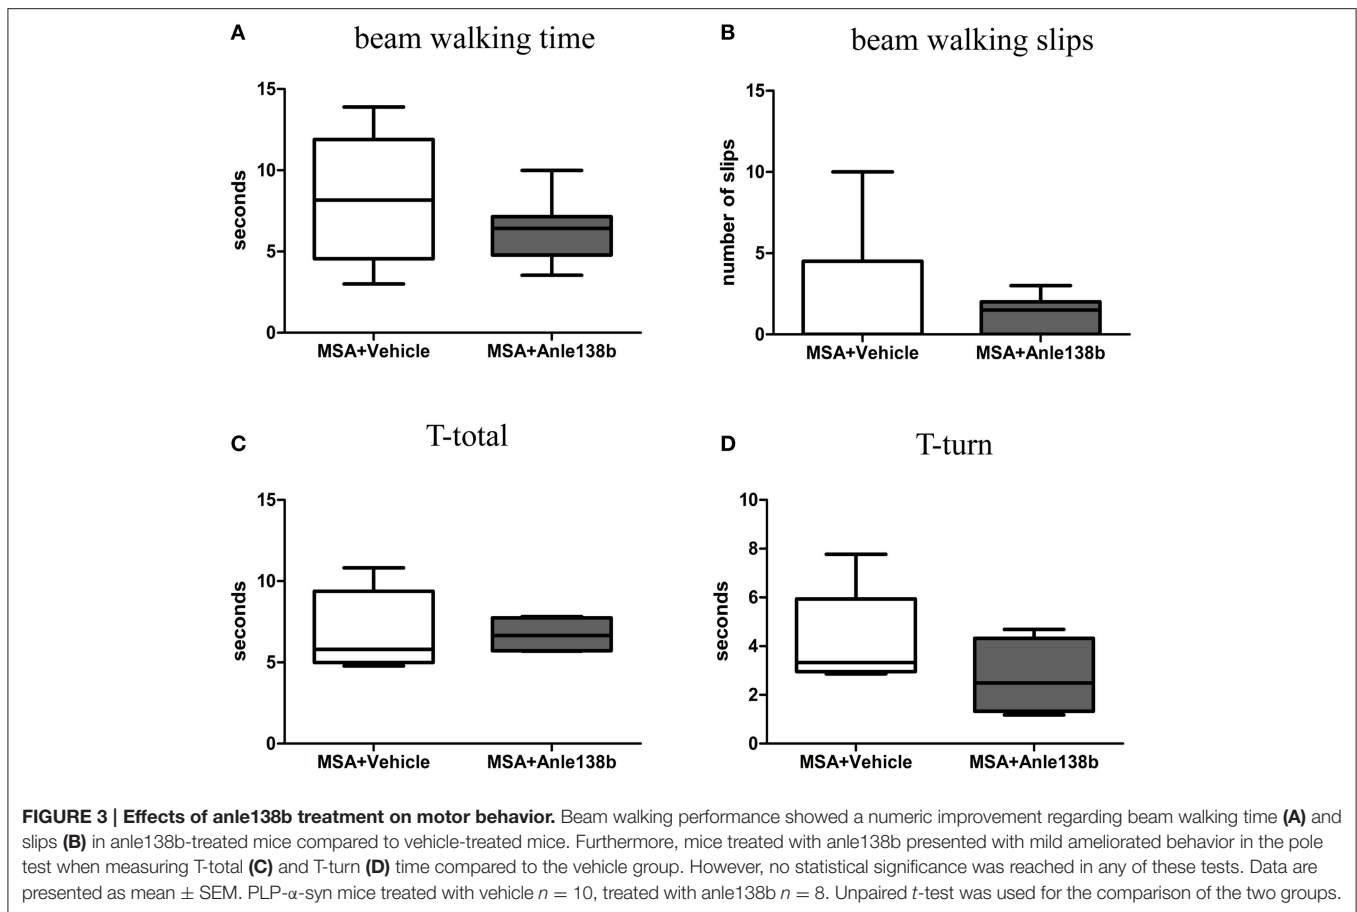 A
beam walking time
15
10
5
0
seconds
MSA+Vehicle
MSA+Anle138b
B
beam walking slips
15
10
5
0
number of slips
MSA+Vehicle
MSA+Anle138b
C
T-total
15
10
5
0
seconds
MSA+Vehicle
MSA+Anle138b
D
T-turn
10
8
6
4
2
0
seconds
MSA+Vehicle
MSA+Anle138b
FIGURE 3 | Effects of anle138b treatment on motor behavior. Beam walking performance showed a numeric improvement regarding beam walking time (A) and
slips (B) in anle138b-treated mice compared to vehicle-treated mice. Furthermore, mice treated with anle138b presented with mild ameliorated behavior in the pole
test when measuring T-total (C) and T-turn (D) time compared to the vehicle group. However, no statistical significance was reached in any of these tests. Data are
presented as mean ± SEM. PLP-α-syn mice treated with vehicle n = 10, treated with anle138b n = 8. Unpaired t-test was used for the comparison of the two groups.